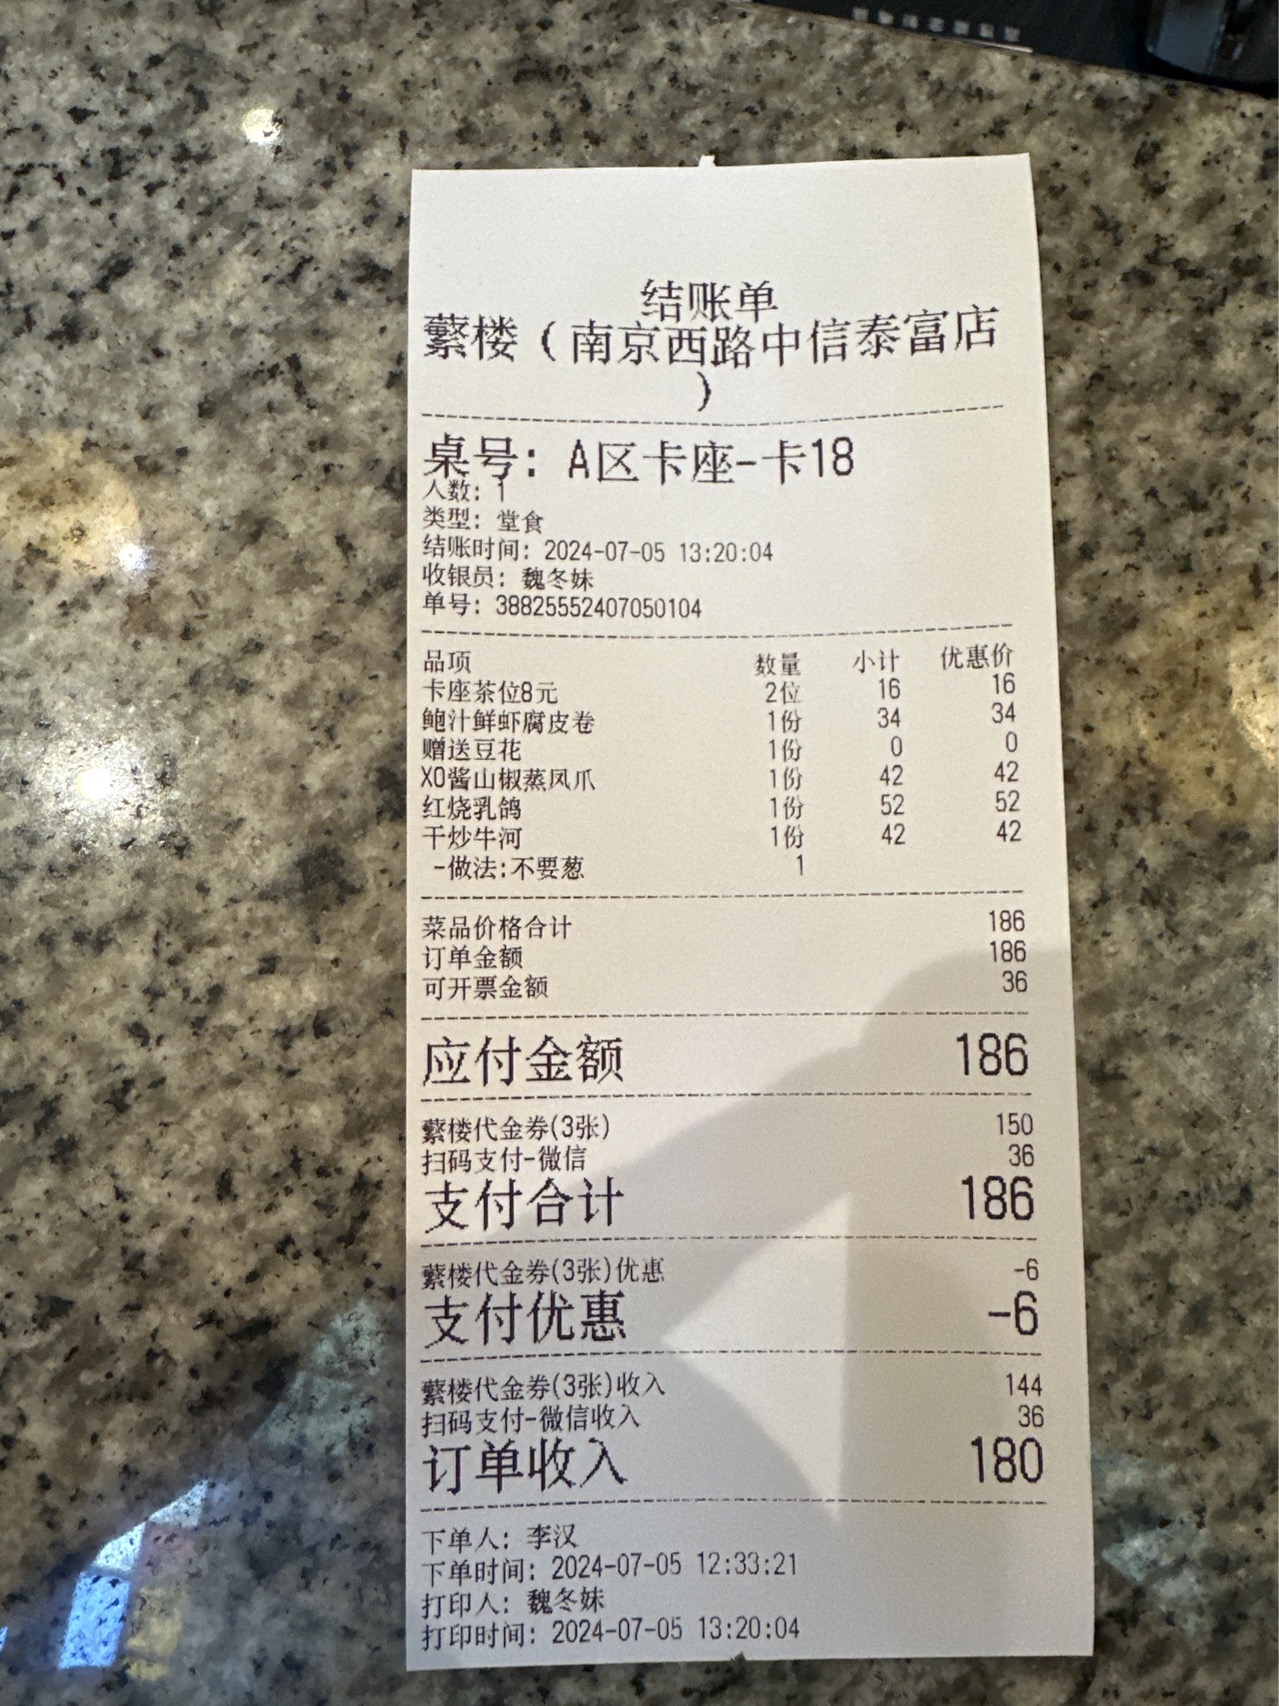 结账单
蘩楼（南京西路中信泰富店
）
桌号: A区卡座-卡18
人数: 1
类型: 堂食
结账时间: 2024-07-05 13:20:04
收银员: 魏冬妹
单号: 38825552407050104
品项 数量 小计 优惠价
卡座茶位8元 2位 16 16
鲍汁鲜虾腐皮卷 1份 34 34
赠送豆花 1份 0 0
XO酱山椒蒸凤爪 1份 42 42
红烧乳鸽 1份 52 52
干炒牛河 1份 42 42
-做法:不要葱 1
菜品价格合计 186
订单金额 186
可开票金额 36
应付金额 186
蘩楼代金券(3张) 150
扫码支付-微信 36
支付合计 186
蘩楼代金券(3张)优惠 -6
支付优惠 -6
蘩楼代金券(3张)收入 144
扫码支付-微信收入 36
订单收入 180
下单人: 李汉
下单时间: 2024-07-05 12:33:21
打印人: 魏冬妹
打印时间: 2024-07-05 13:20:04